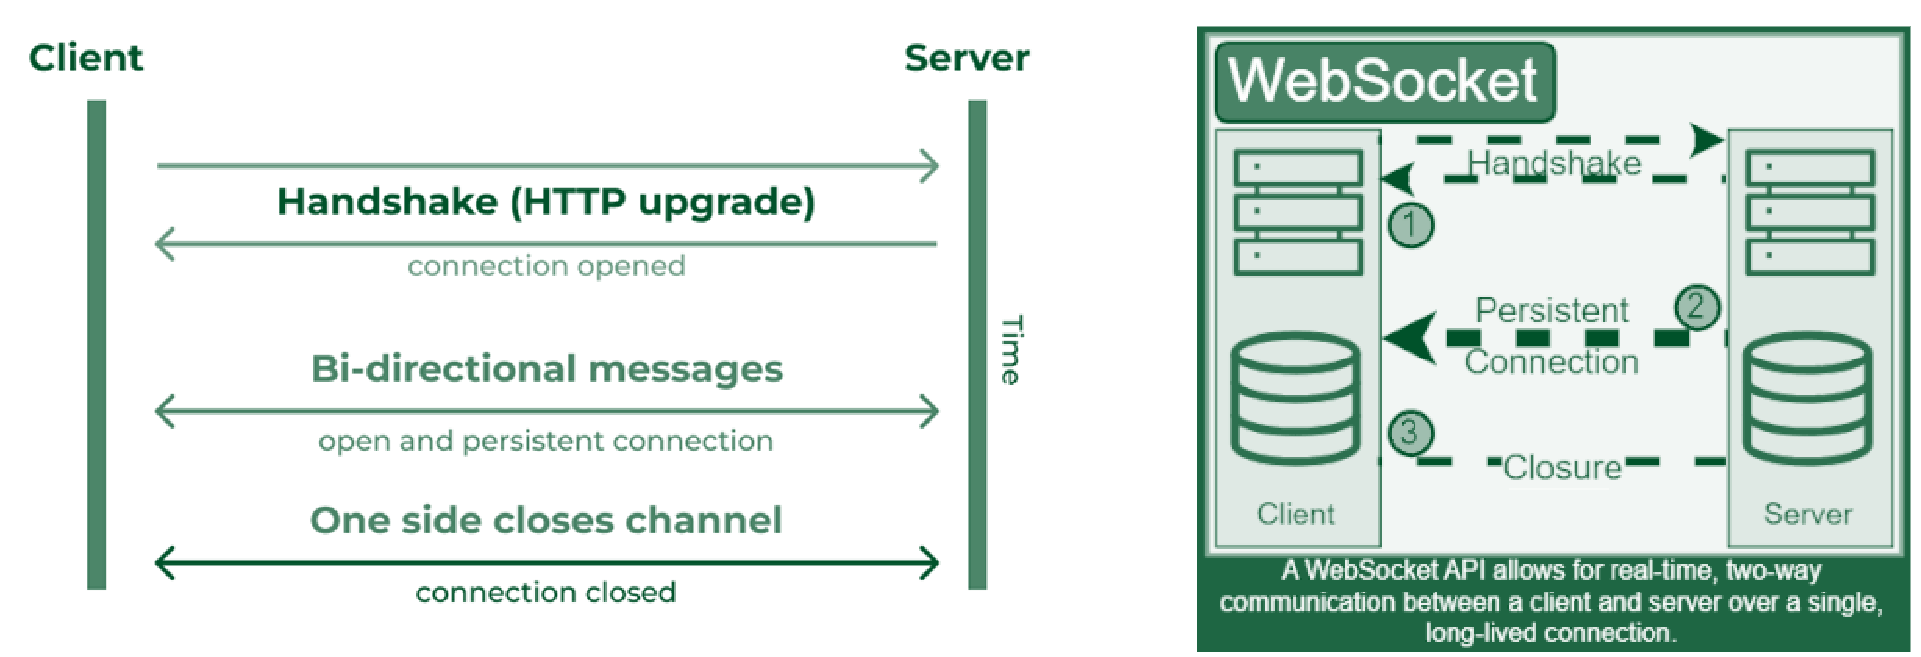 Client
Server
Handshake (HTTP upgrade)
connection opened
Bi-directional messages
open and persistent connection
Time
One side closes channel
connection closed
WebSocket
Handshake
1
Persistent
2
Connection
3
Closure
Client
Server
A WebSocket API allows for real-time, two-way
communication between a client and server over a single,
long-lived connection.